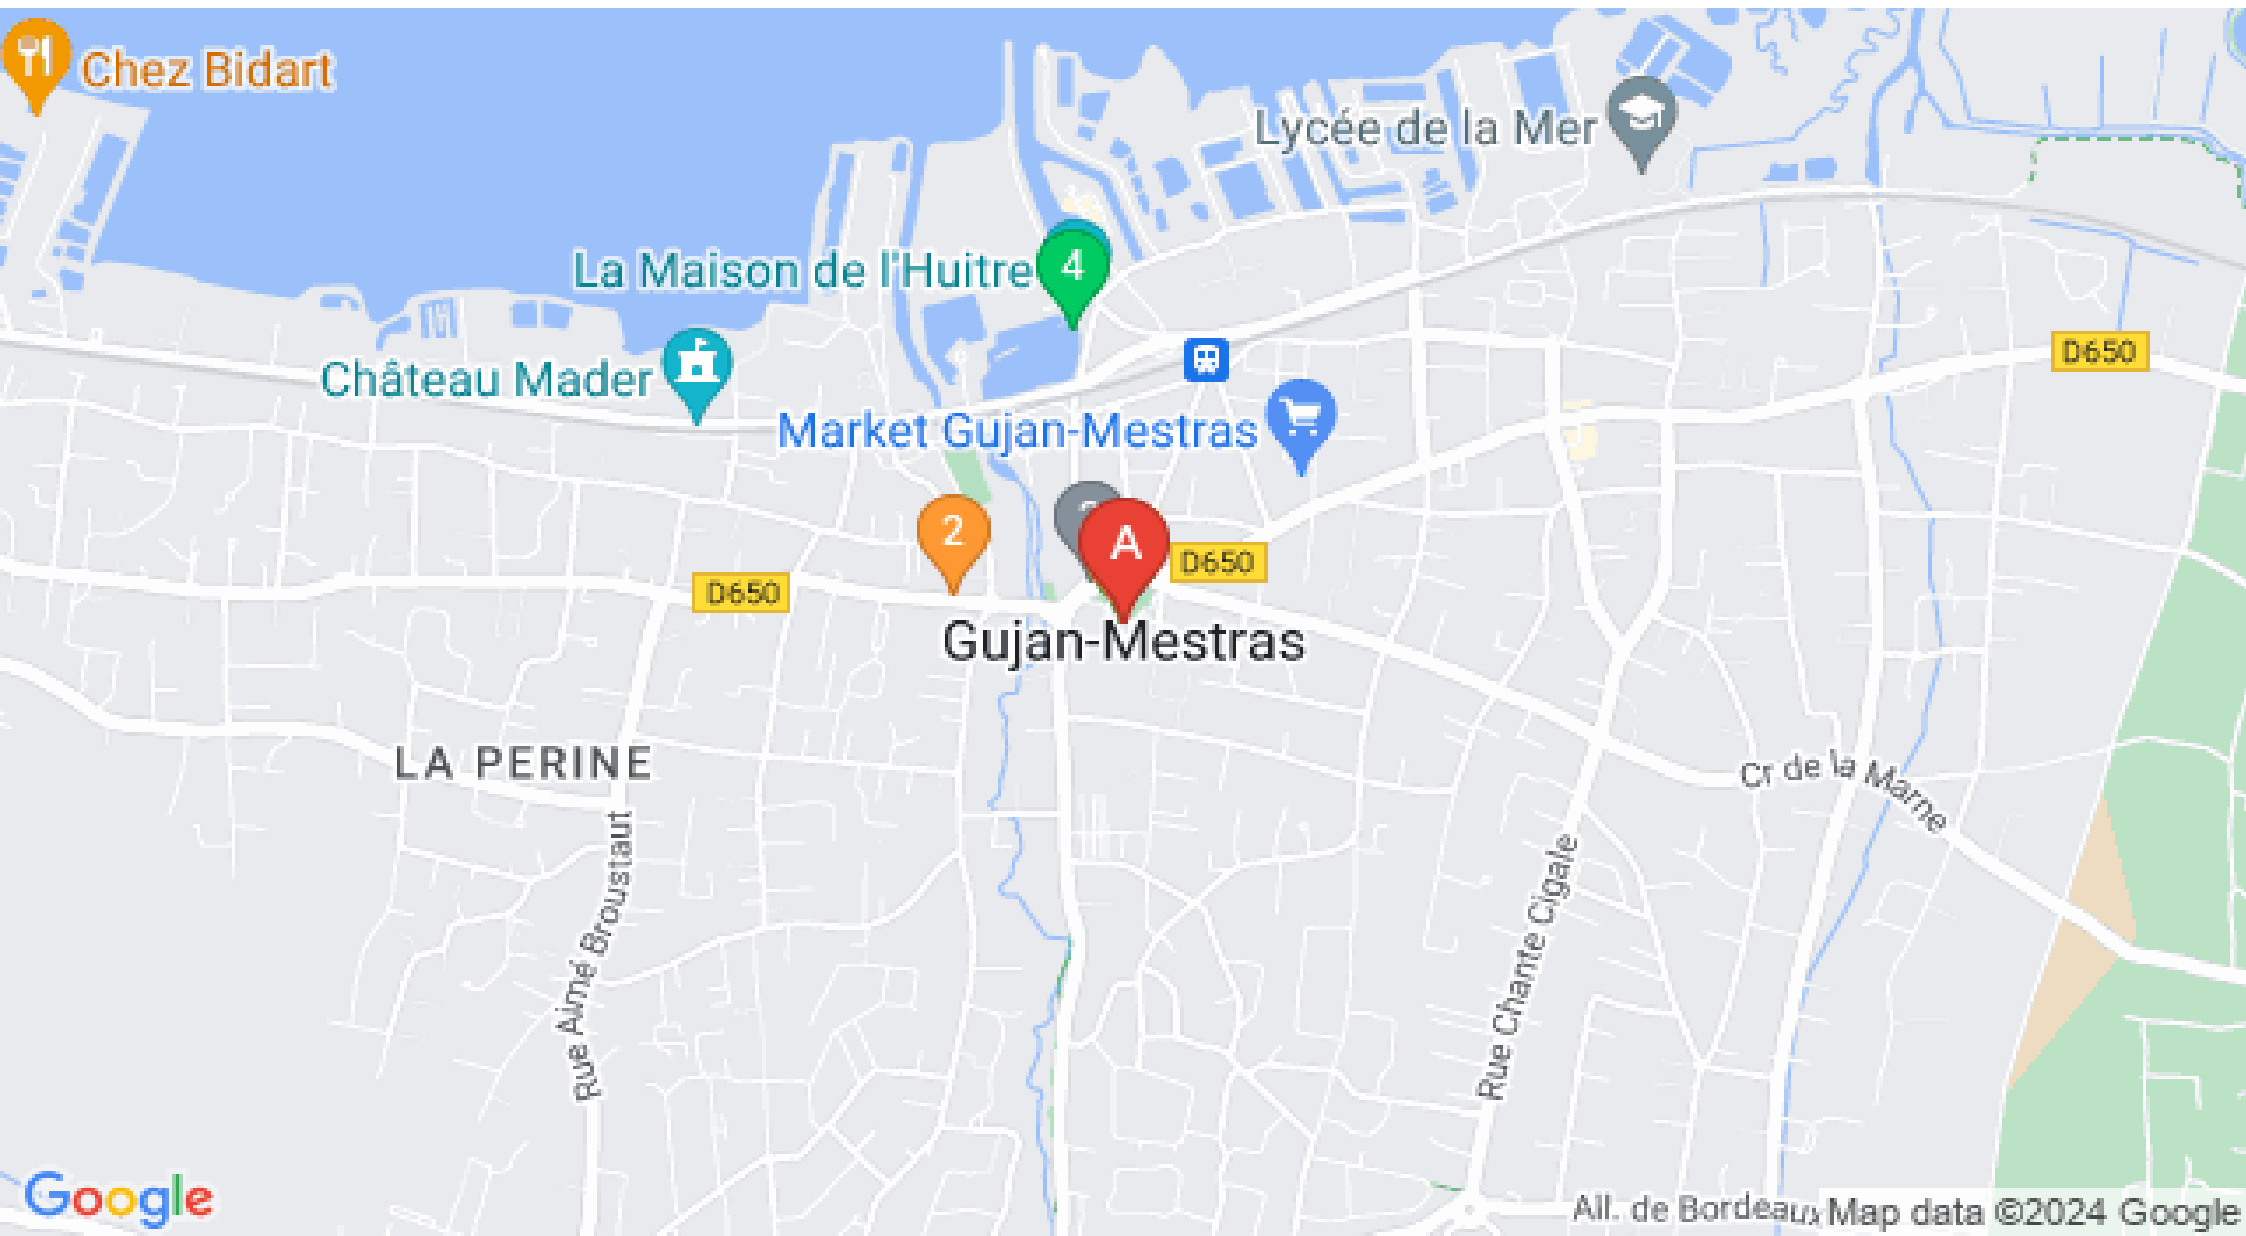 Chez Bidart
Lycée de la Mer
La Maison de l'Huitre
4
D650
Château Mader
Market Gujan-Mestras
2
A
D650
D650
Gujan-Mestras
LA PERINE
Cr de la Marne
Rue Aimé Broustaut
Rue Chante Cigale
Google
All. de Bordeaux
Map data ©2024 Google